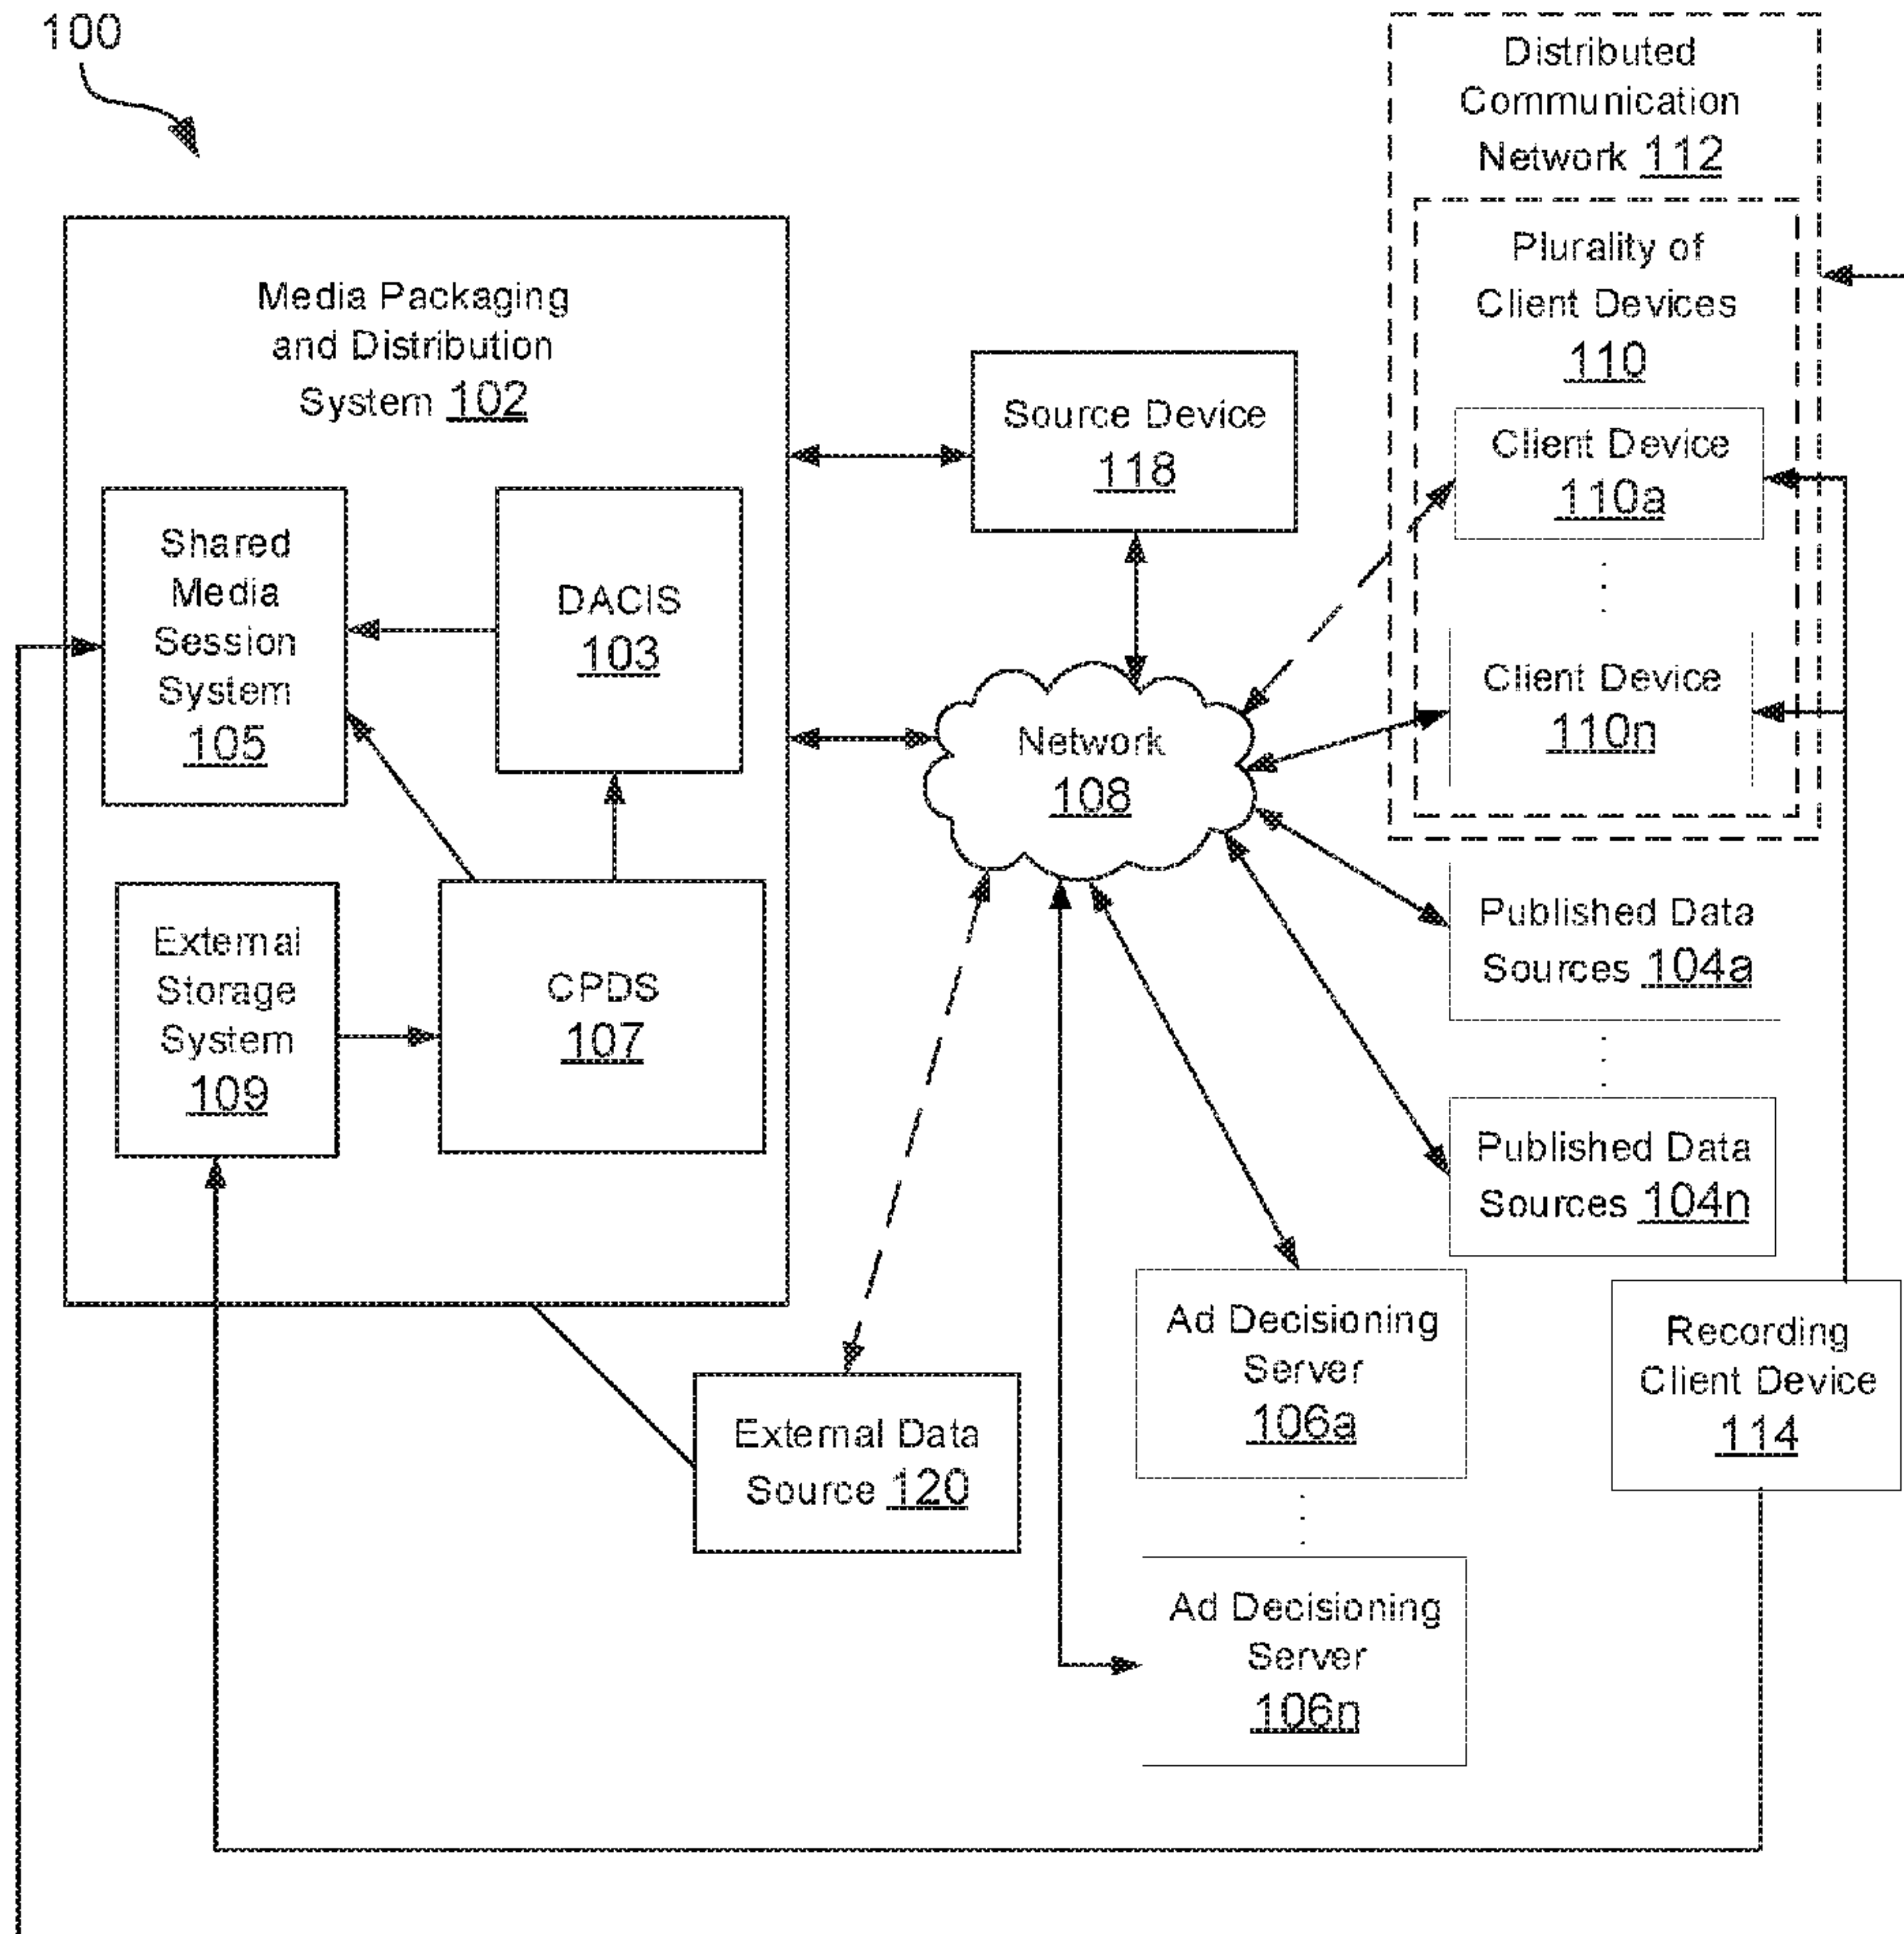 100
Distributed
Communication
Network 112
Plurality of
Client Devices
110
Client Device
110a
Client Device
110n
Media Packaging
and Distribution
System 102
Source Device
118
Shared
Media
Session
System
105
DACIS
103
Network
108
External
Storage
System
109
CPDS
107
Published Data
Sources 104a
Published Data
Sources 104n
Ad Decisioning
Server
106a
Recording
Client Device
114
External Data
Source 120
Ad Decisioning
Server
106n